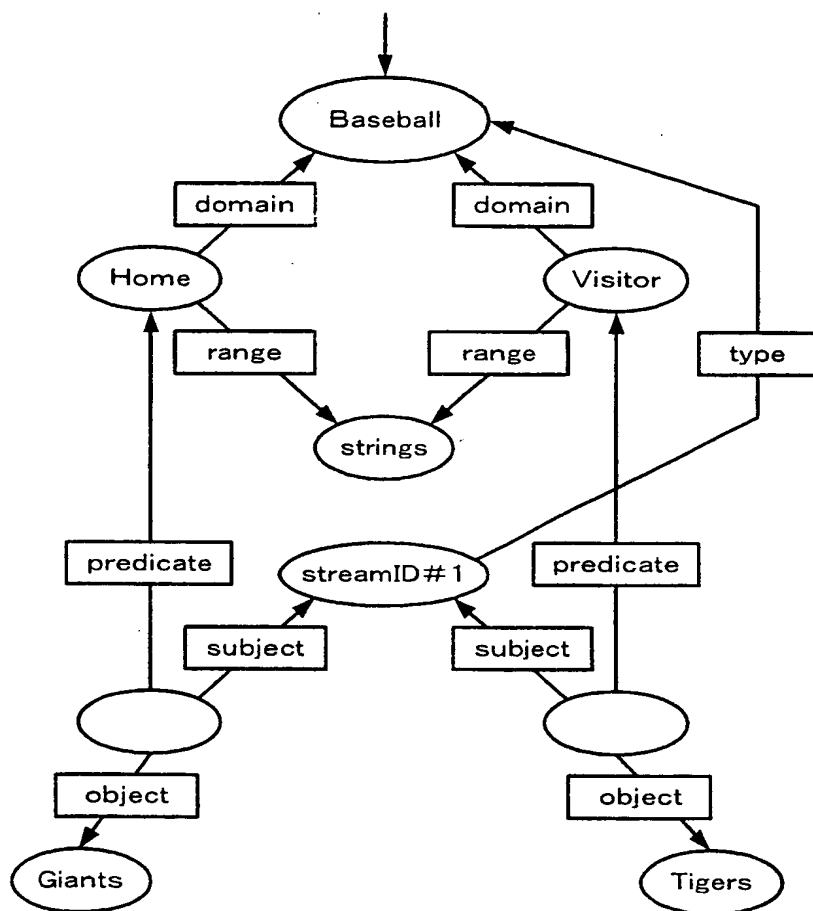 Baseball
domain
domain
Home
Visitor
range
range
type
strings
predicate
streamID#1
predicate
subject
subject
object
object
Giants
Tigers